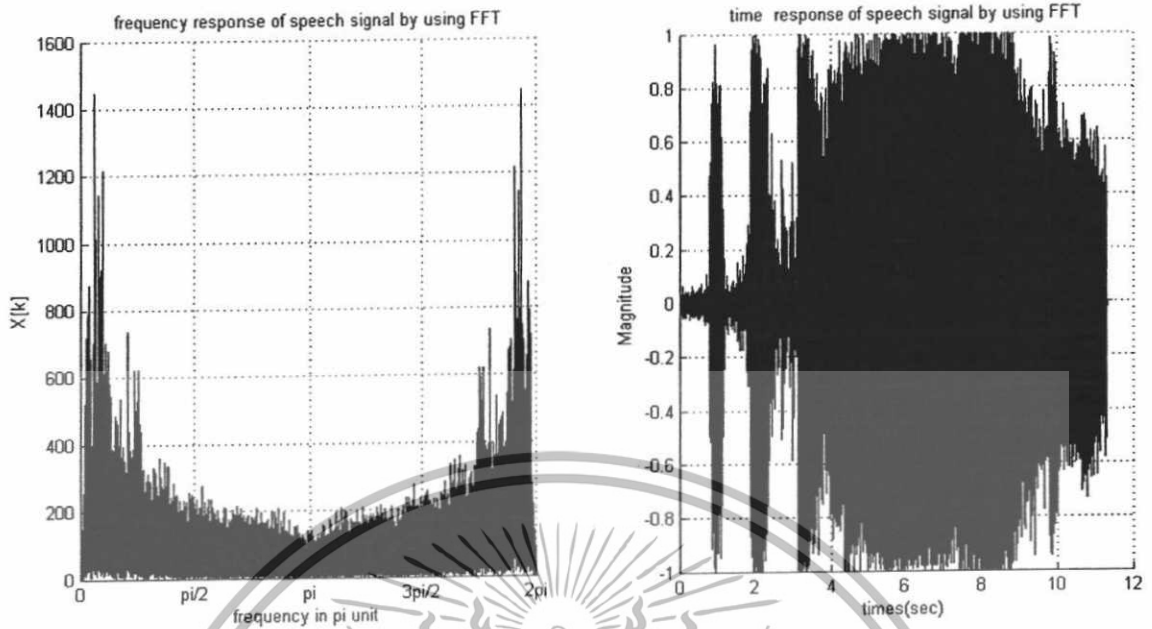 frequency response of speech signal by using FFT
1600
1400
1200
1000
800
600
400
200
0
X[k]
0 pi/2 pi 3pi/2 2pi
frequency in pi unit
time response of speech signal by using FFT
1
0.8
0.6
0.4
0.2
0
-0.2
-0.4
-0.6
-0.8
-1
Magnitude
0 2 4 6 8 10 12
times(sec)